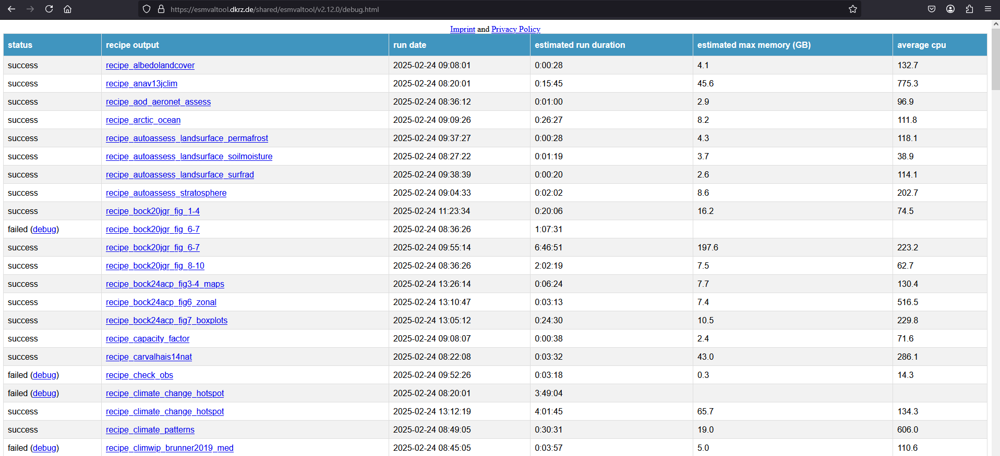 https://esmvaltool.dkrz.de/shared/esmvaltool/v2.12.0/debug.html
Imprint and Privacy Policy
status recipe output run date estimated run duration estimated max memory (GB) average cpu
success recipe_albedolandcover 2025-02-24 09:08:01 0:00:28 4.1 132.7
success recipe_anav13jclim 2025-02-24 08:20:01 0:15:45 45.6 775.3
success recipe_aod_aeronet_assess 2025-02-24 08:36:12 0:01:00 2.9 96.9
success recipe_arctic_ocean 2025-02-24 09:09:26 0:26:27 8.2 111.8
success recipe_autoassess_landsurface_permafrost 2025-02-24 09:37:27 0:00:28 4.3 118.1
success recipe_autoassess_landsurface_soilmoisture 2025-02-24 08:27:22 0:01:19 3.7 38.9
success recipe_autoassess_landsurface_surfrad 2025-02-24 09:38:39 0:00:20 2.6 114.1
success recipe_autoassess_stratosphere 2025-02-24 09:04:33 0:02:02 8.6 202.7
success recipe_bock20jgr_fig_1-4 2025-02-24 11:23:34 0:20:06 16.2 74.5
failed (debug) recipe_bock20jgr_fig_6-7 2025-02-24 08:36:26 1:07:31
success recipe_bock20jgr_fig_6-7 2025-02-24 09:55:14 6:46:51 197.6 223.2
success recipe_bock20jgr_fig_8-10 2025-02-24 08:36:26 2:02:19 7.5 62.7
success recipe_bock24acp_fig3-4_maps 2025-02-24 13:26:14 0:06:24 7.7 130.4
success recipe_bock24acp_fig6_zonal 2025-02-24 13:10:47 0:03:13 7.4 516.5
success recipe_bock24acp_fig7_boxplots 2025-02-24 13:05:12 0:24:30 10.5 229.8
success recipe_capacity_factor 2025-02-24 09:08:07 0:00:38 2.4 71.6
success recipe_carvalhais14nat 2025-02-24 08:22:08 0:03:32 43.0 286.1
failed (debug) recipe_check_obs 2025-02-24 09:52:26 0:03:18 0.3 14.3
failed (debug) recipe_climate_change_hotspot 2025-02-24 08:20:01 3:49:04
success recipe_climate_change_hotspot 2025-02-24 13:12:19 4:01:45 65.7 134.3
success recipe_climate_patterns 2025-02-24 08:49:05 0:30:31 19.0 606.0
failed (debug) recipe_climwip_brunner2019_med 2025-02-24 08:45:05 0:03:57 5.0 110.6